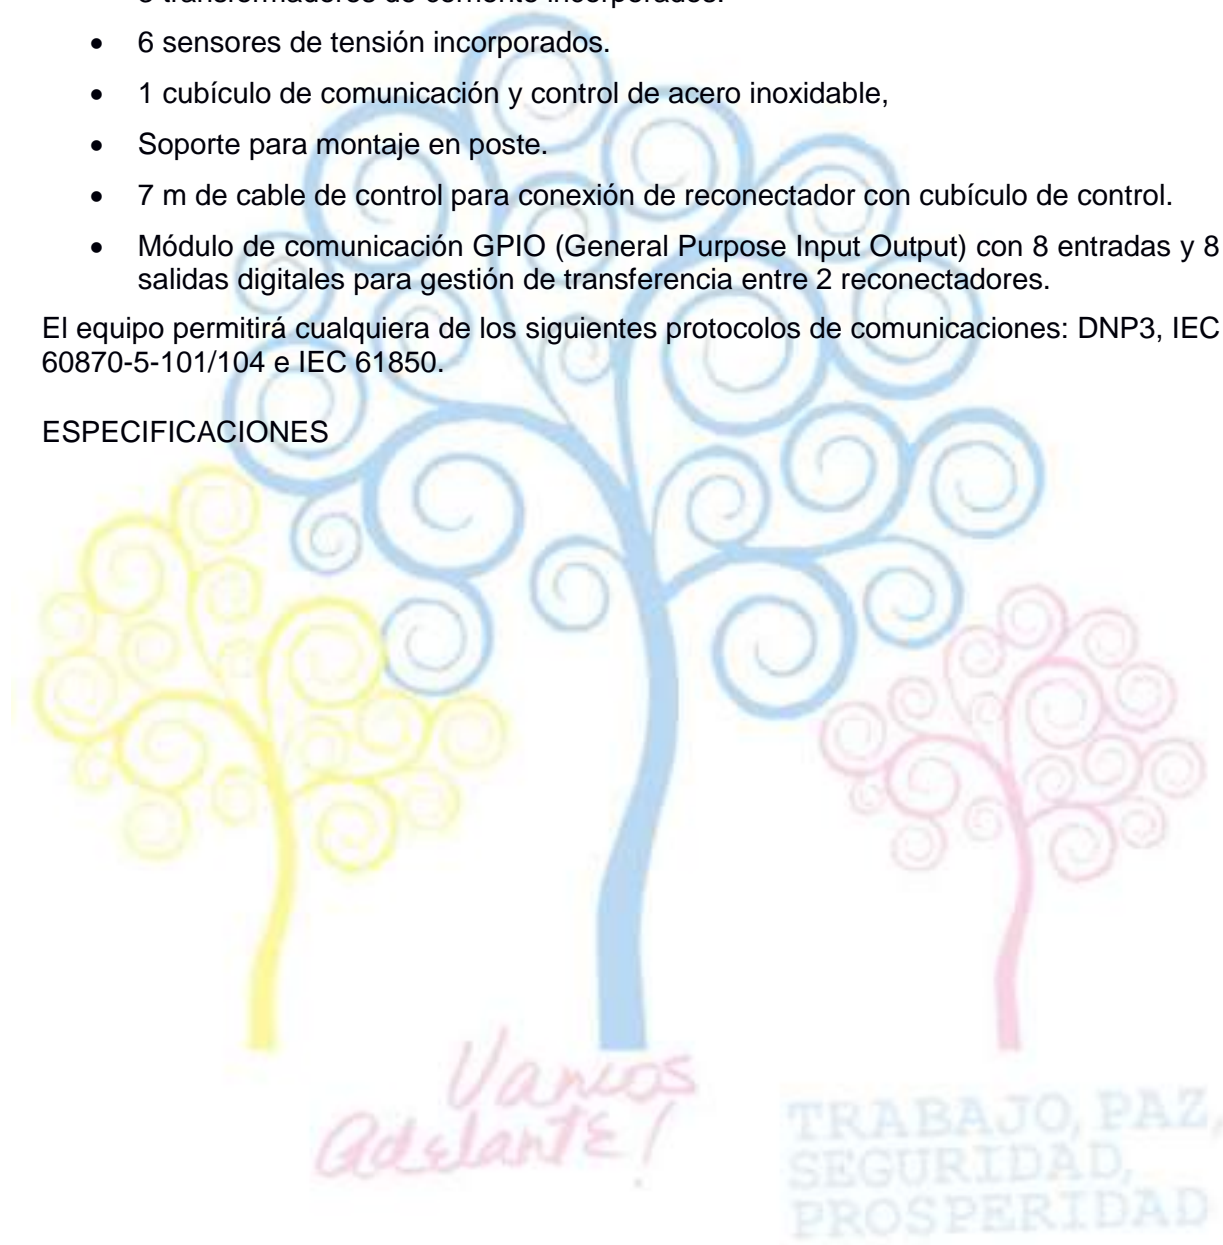 transformadores de corriente incorporados.
• 6 sensores de tensión incorporados.
• 1 cubículo de comunicación y control de acero inoxidable,
• Soporte para montaje en poste.
• 7 m de cable de control para conexión de reconectador con cubículo de control.
• Módulo de comunicación GPIO (General Purpose Input Output) con 8 entradas y 8
salidas digitales para gestión de transferencia entre 2 reconectadores.
El equipo permitirá cualquiera de los siguientes protocolos de comunicaciones: DNP3, IEC
60870-5-101/104 e IEC 61850.
ESPECIFICACIONES
Vamos
adelante!
TRABAJO, PAZ,
SEGURIDAD,
PROSPERIDAD